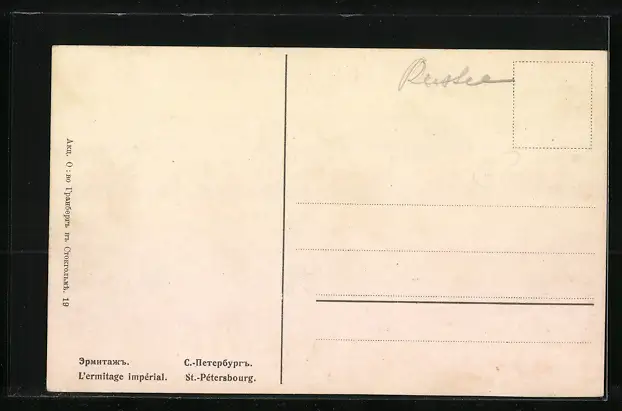 Russie
Акц. О:во Гранбергъ въ Стокгольмѣ. 19
Эрмитажъ. С.-Петербургъ.
L'ermitage impérial. St.-Pétersbourg.